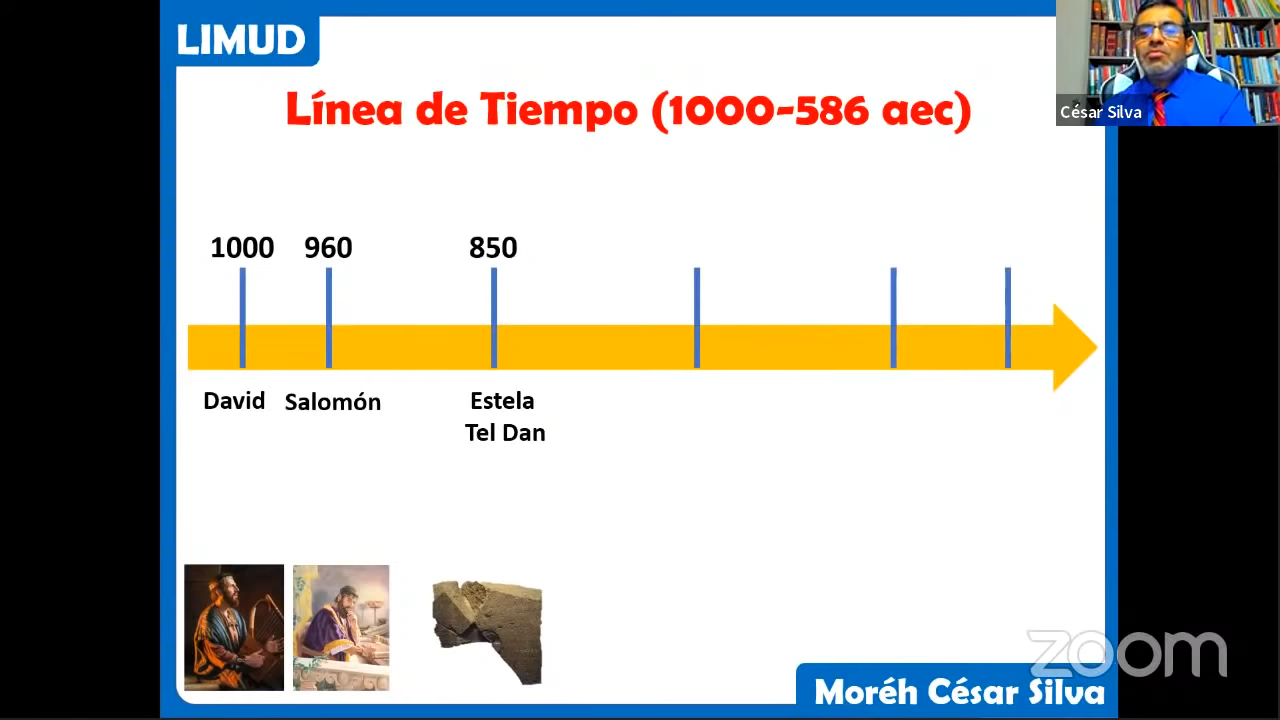 LIMUD
Línea de Tiempo (1000-586 aec)
César Silva
1000 960 850
David Salomón Estela
Tel Dan
zoom
Moréh César Silva